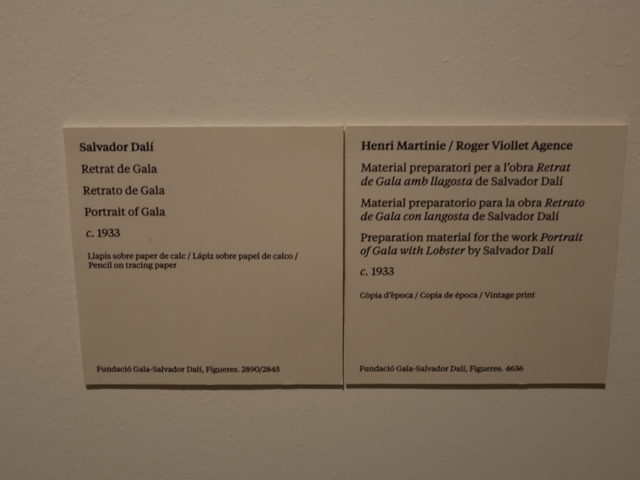 Salvador Dalí
Retrat de Gala
Retrato de Gala
Portrait of Gala
c. 1933
Llapis sobre paper de calc / Lápiz sobre papel de calco /
Pencil on tracing paper
Fundació Gala-Salvador Dalí, Figueres. 2890/2845
Henri Martinie / Roger Viollet Agence
Material preparatori per a l'obra Retrat
de Gala amb llagosta de Salvador Dalí
Material preparatorio para la obra Retrato
de Gala con langosta de Salvador Dalí
Preparation material for the work Portrait
of Gala with Lobster by Salvador Dalí
c. 1933
Còpia d'època / Copia de época / Vintage print
Fundació Gala-Salvador Dalí, Figueres. 4636